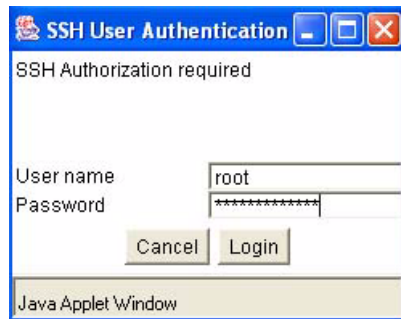 SSH User Authentication
SSH Authorization required
User name root
Password *************
Cancel Login
Java Applet Window